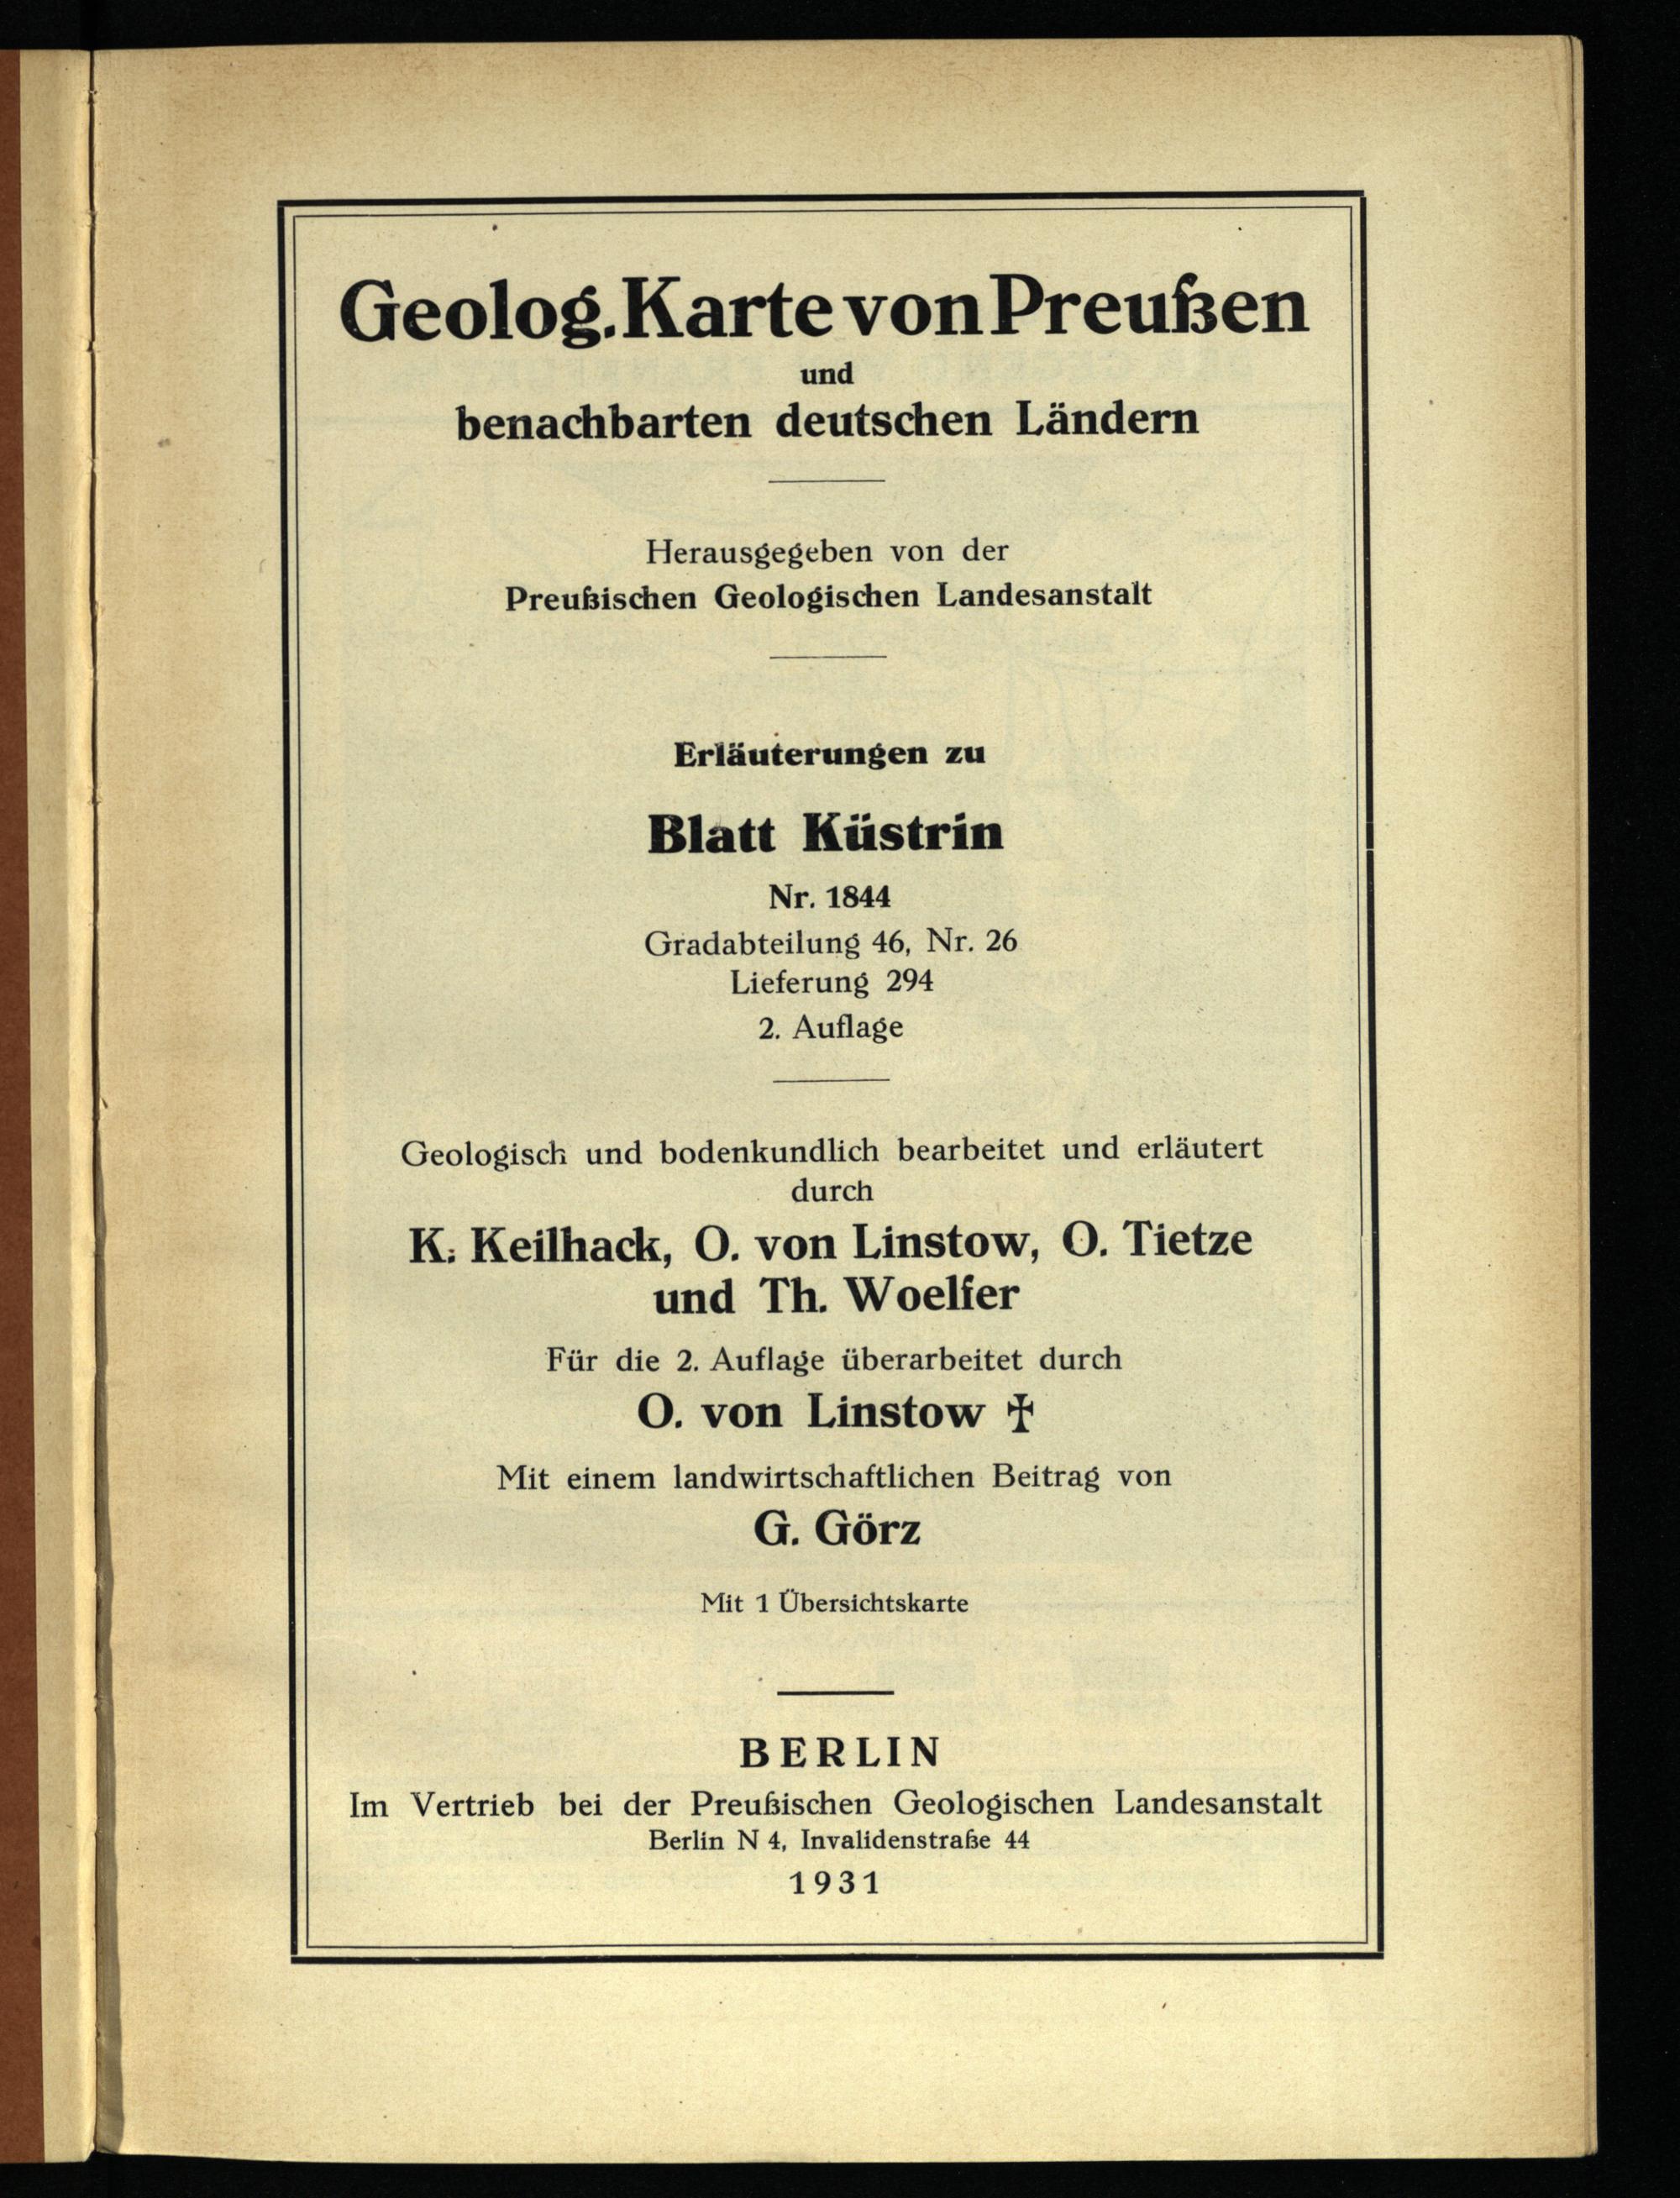 Geolog. Karte von Preußen
und
benachbarten deutschen Ländern
Herausgegeben von der
Preußischen Geologischen Landesanstalt
Erläuterungen zu
Blatt Küstrin
Nr. 1844
Gradabteilung 46, Nr. 26
Lieferung 294
2. Auflage
Geologisch und bodenkundlich bearbeitet und erläutert
durch
K. Keilhack, O. von Linstow, O. Tietze
und Th. Woelfer
Für die 2. Auflage überarbeitet durch
O. von Linstow ✝
Mit einem landwirtschaftlichen Beitrag von
G. Görz
Mit 1 Übersichtskarte
BERLIN
Im Vertrieb bei der Preußischen Geologischen Landesanstalt
Berlin N 4, Invalidenstraße 44
1931